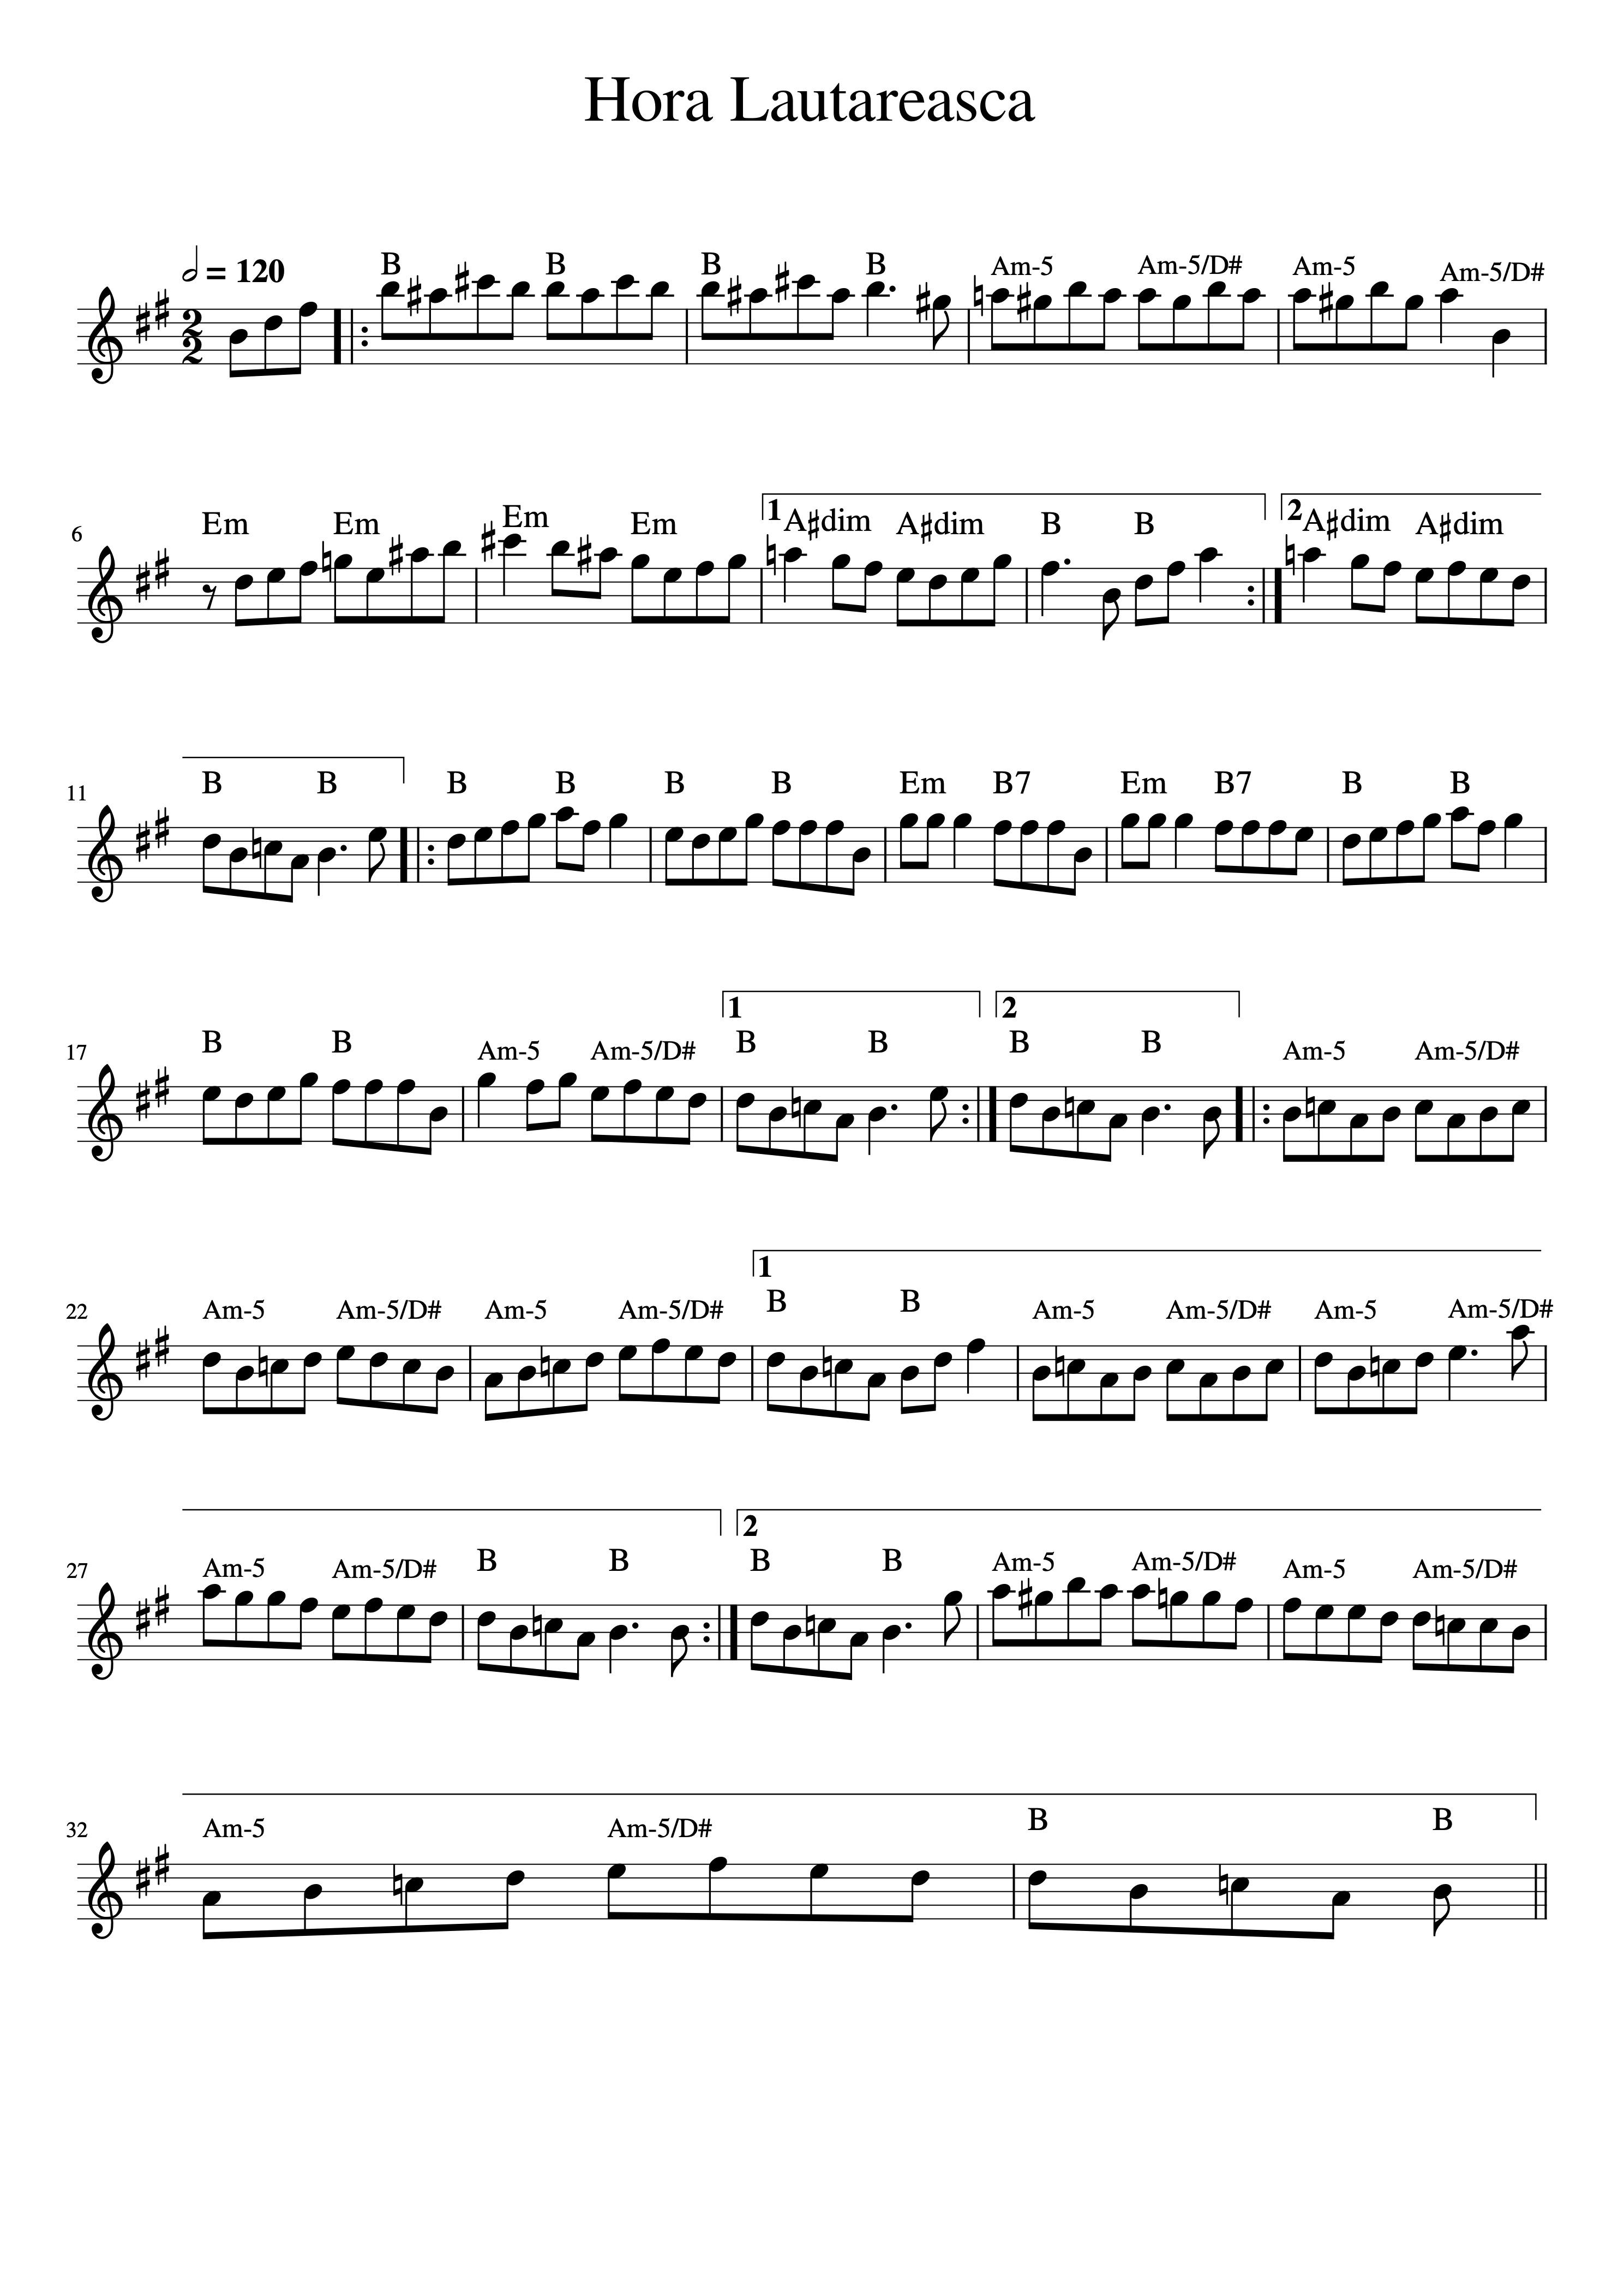 Hora Lautareasca
= 120
B B B B Am-5 Am-5/D# Am-5 Am-5/D#
6 Em Em Em Em 1 A♯dim A♯dim B B 2 A♯dim A♯dim
11 B B B B B B Em B7 Em B7 B B
17 B B Am-5 Am-5/D# 1 B B 2 B B Am-5 Am-5/D#
22 Am-5 Am-5/D# Am-5 Am-5/D# 1 B B Am-5 Am-5/D# Am-5 Am-5/D#
27 Am-5 Am-5/D# B B 2 B B Am-5 Am-5/D# Am-5 Am-5/D#
32 Am-5 Am-5/D# B B